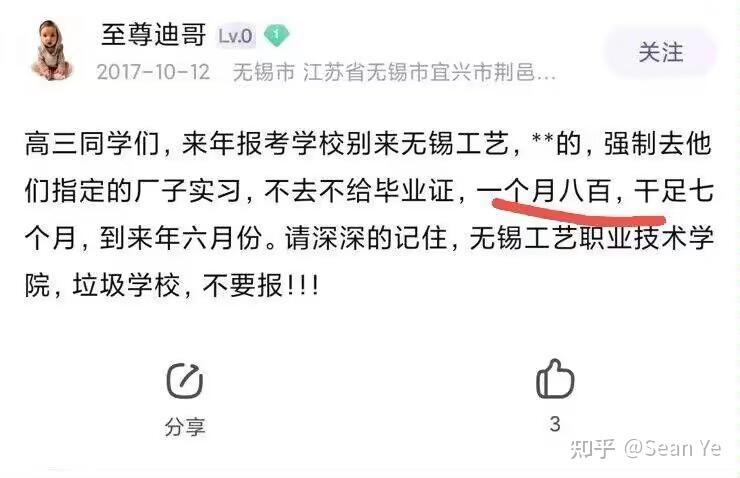 至尊迪哥 Lv.0 1
关注
2017-10-12 无锡市 江苏省无锡市宜兴市荆邑...
高三同学们，来年报考学校别来无锡工艺，**的，强制去他
们指定的厂子实习，不去不给毕业证，一个月八百，干足七
个月，到来年六月份。请深深的记住，无锡工艺职业技术学
院，垃圾学校，不要报!!!
分享
3
知乎 @Sean Ye